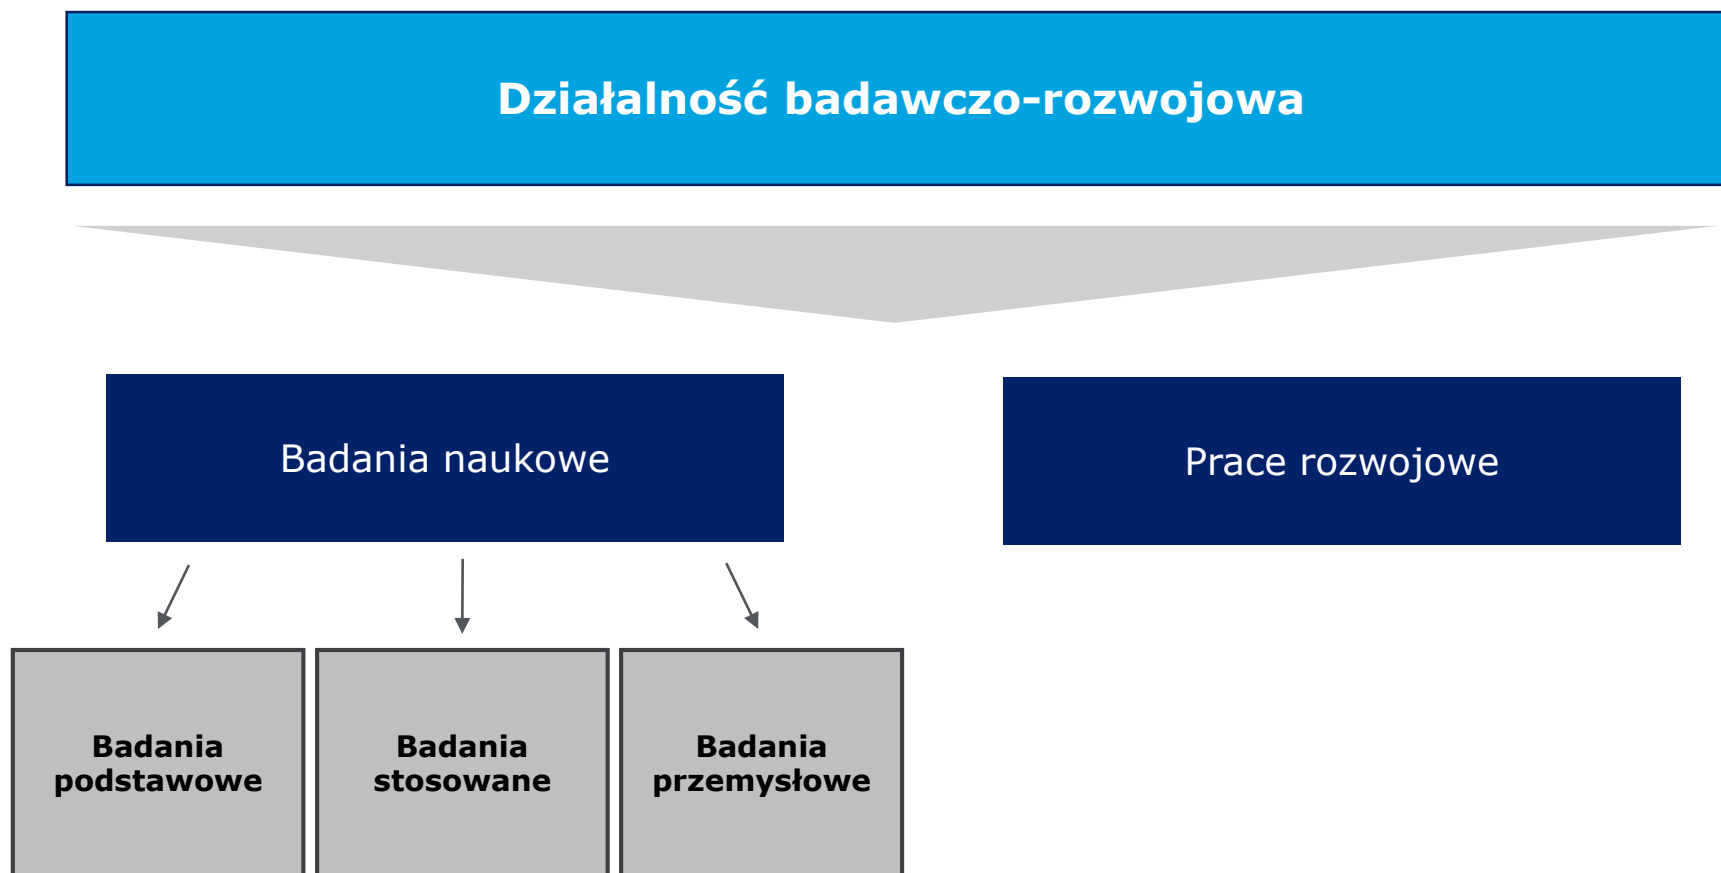 Działalność badawczo-rozwojowa
Badania naukowe
Prace rozwojowe
Badania
podstawowe
Badania
stosowane
Badania
przemysłowe